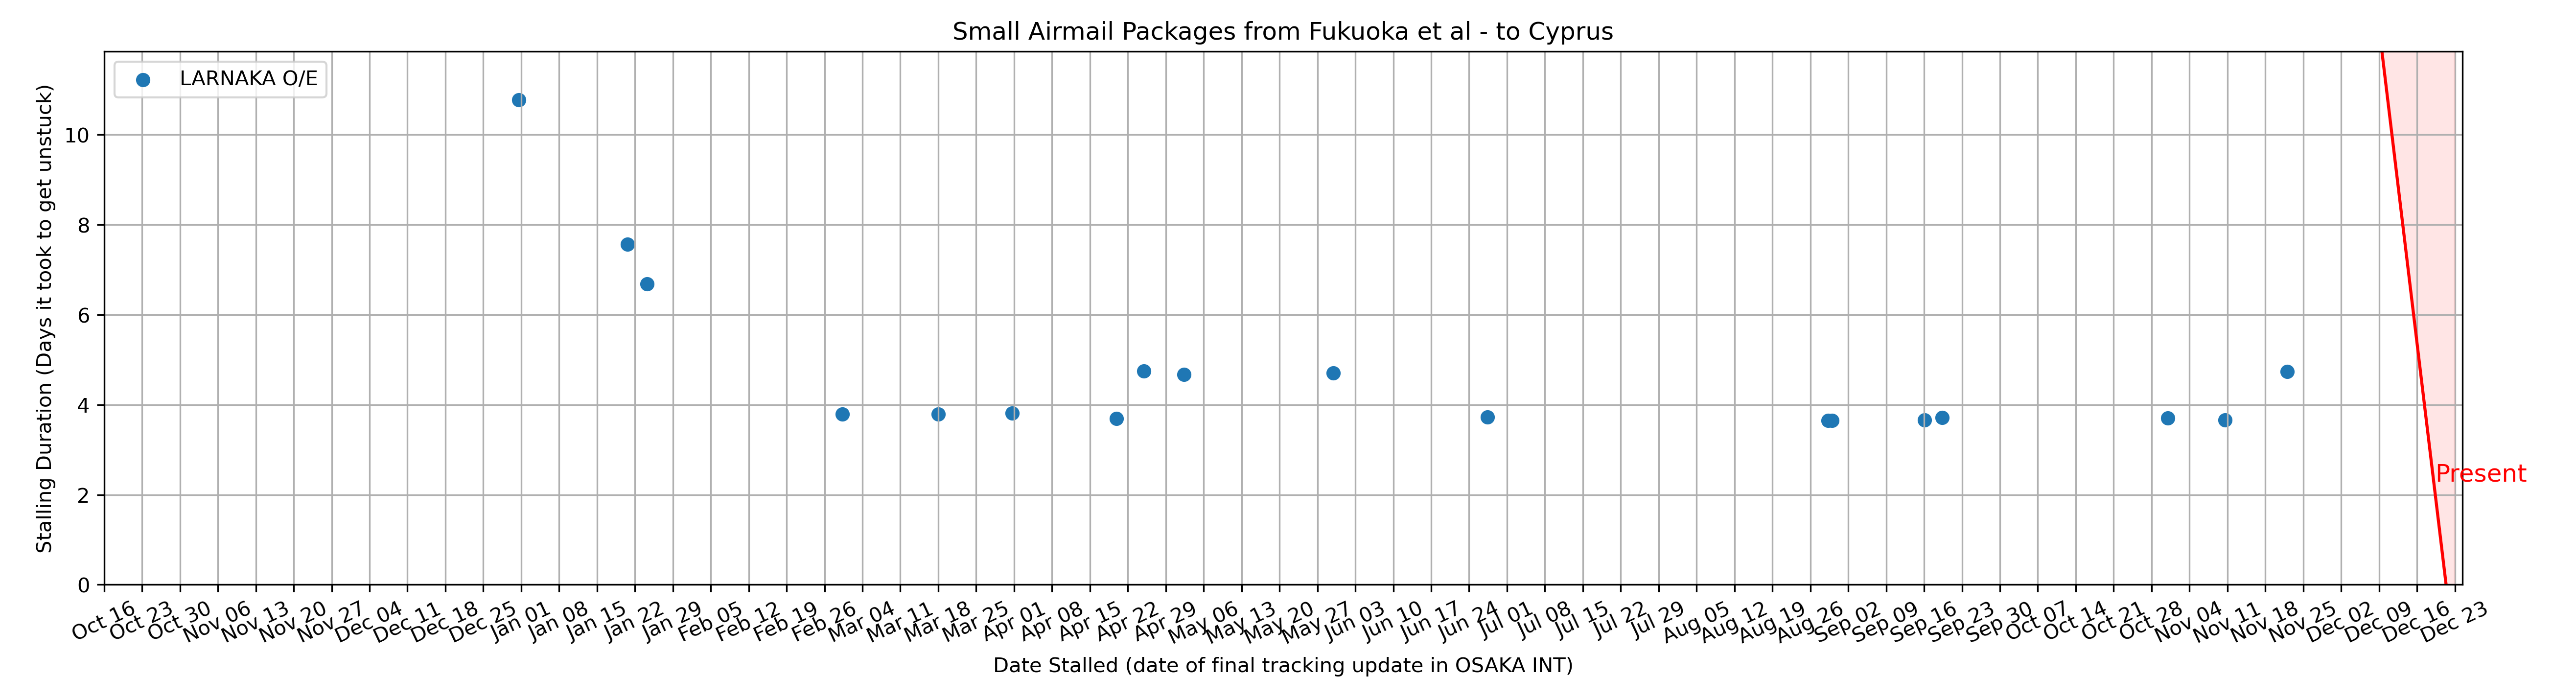 Small Airmail Packages from Fukuoka et al - to Cyprus
LARNAKA O/E
Stalling Duration (Days it took to get unstuck)
10
8
6
4
2
0
Present
Oct 16
Oct 23
Oct 30
Nov 06
Nov 13
Nov 20
Nov 27
Dec 04
Dec 11
Dec 18
Dec 25
Jan 01
Jan 08
Jan 15
Jan 22
Jan 29
Feb 05
Feb 12
Feb 19
Feb 26
Mar 04
Mar 11
Mar 18
Mar 25
Apr 01
Apr 08
Apr 15
Apr 22
Apr 29
May 06
May 13
May 20
May 27
Jun 03
Jun 10
Jun 17
Jun 24
Jul 01
Jul 08
Jul 15
Jul 22
Jul 29
Aug 05
Aug 12
Aug 19
Aug 26
Sep 02
Sep 09
Sep 16
Sep 23
Sep 30
Oct 07
Oct 14
Oct 21
Oct 28
Nov 04
Nov 11
Nov 18
Nov 25
Dec 02
Dec 09
Dec 16
Dec 23
Date Stalled (date of final tracking update in OSAKA INT)